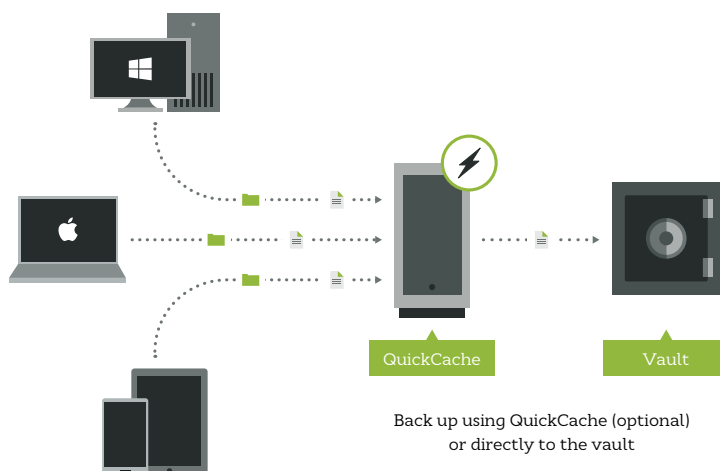 QuickCache
Vault
Back up using QuickCache (optional)
or directly to the vault